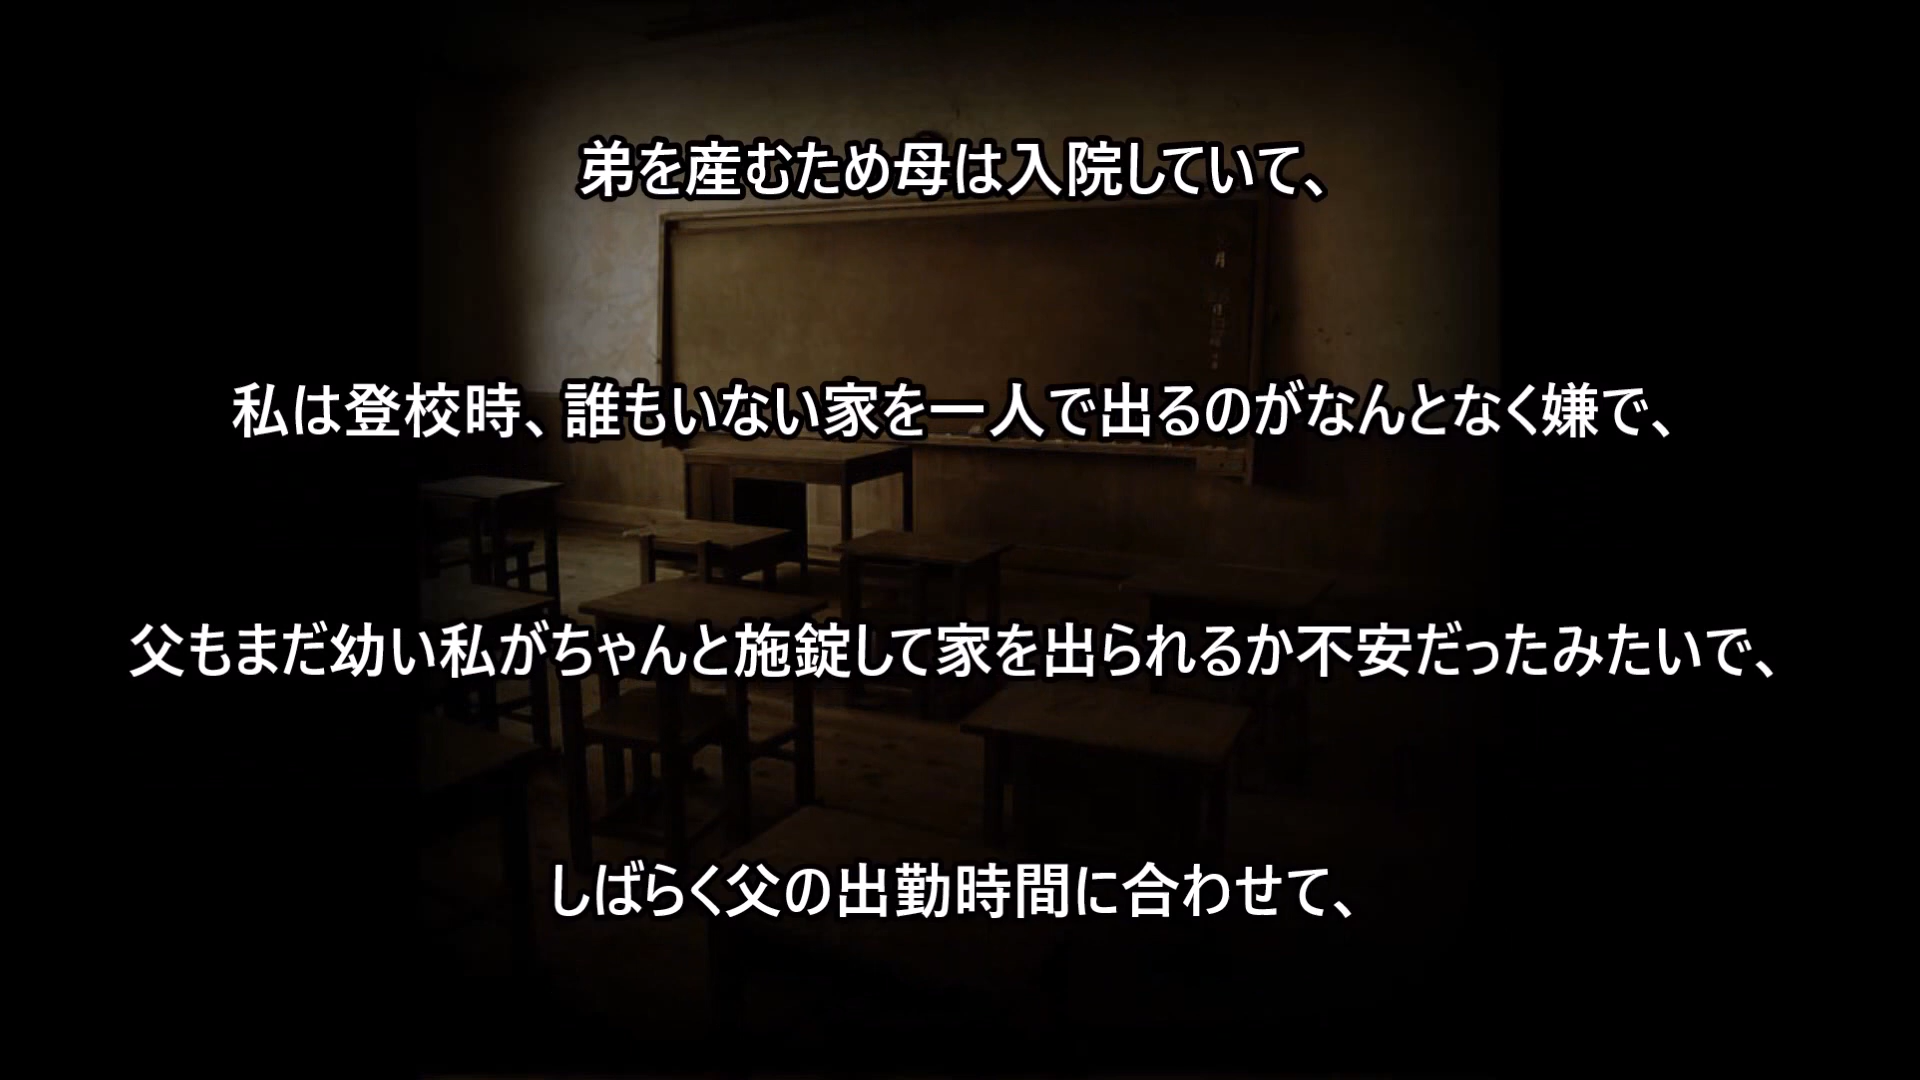 弟を産むため母は入院していて、
私は登校時、誰もいない家を一人で出るのがなんとなく嫌で、
父もまだ幼い私がちゃんと施錠して家を出られるか不安だったみたいで、
しばらく父の出勤時間に合わせて、
月
日